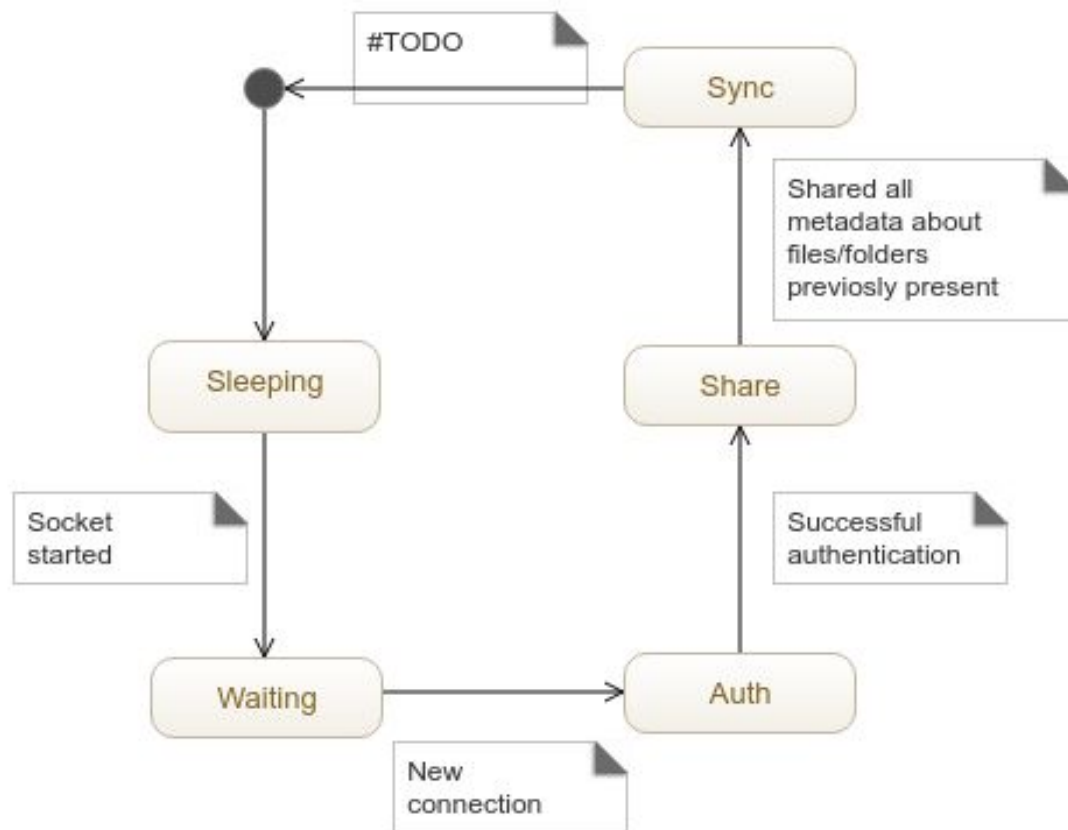 #TODO
Sync
Shared all
metadata about
files/folders
previosly present
Sleeping
Share
Socket
started
Successful
authentication
Waiting
Auth
New
connection